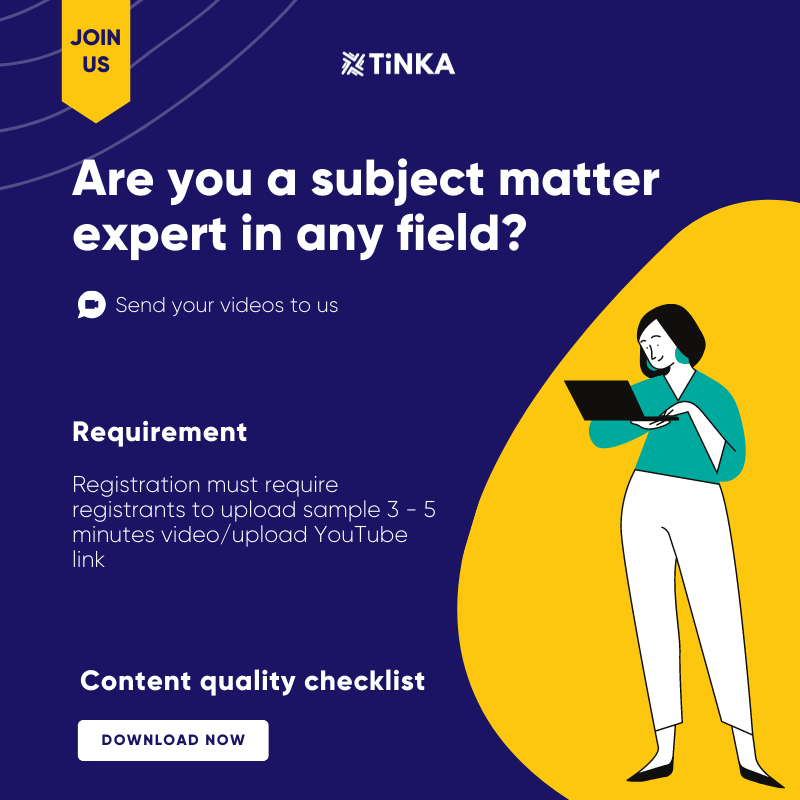 JOIN
US
TiNKA
Are you a subject matter
expert in any field?
Send your videos to us
Requirement
Registration must require
registrants to upload sample 3 - 5
minutes video/upload YouTube
link
Content quality checklist
DOWNLOAD NOW